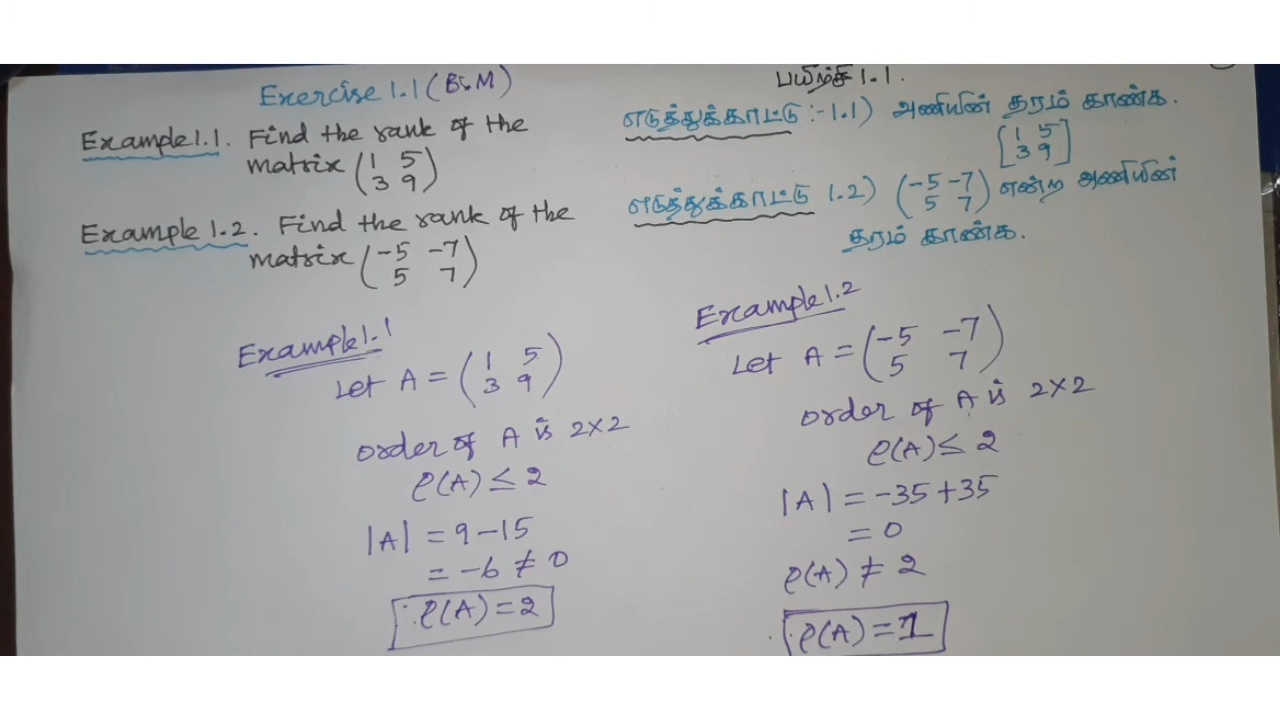 Exercise 1.1 (B&M)
Example 1.1. Find the rank of the
matrix (1 5
3 9)
Example 1.2. Find the rank of the
matrix (-5 -7
5 7)
பயிற்சி 1.1.
எடுத்துக்காட்டு :-1.1) அணியின் தரம் காண்க.
[1 5
3 9]
எடுத்துக்காட்டு 1.2) (-5 -7
5 7) என்ற அணியின்
தரம் காண்க.
Example 1.1
Let A = (1 5
3 9)
order of A is 2×2
ρ(A) ≤ 2
|A| = 9-15
= -6 ≠ 0
∴ ρ(A) = 2
Example 1.2
Let A = (-5 -7
5 7)
order of A is 2×2
ρ(A) ≤ 2
|A| = -35+35
= 0
ρ(A) ≠ 2
∴ ρ(A) = 1